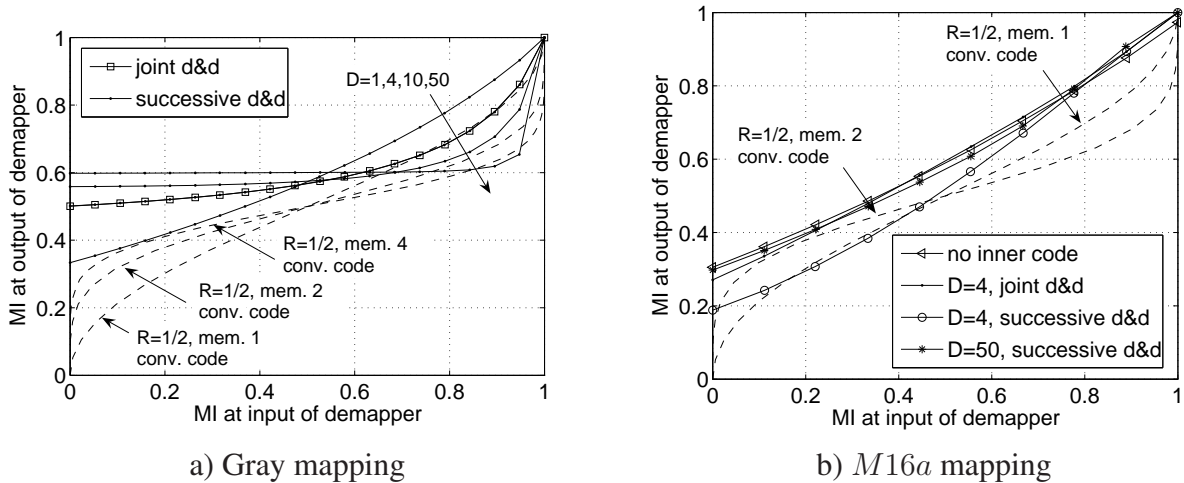 1
0.8
0.6
0.4
0.2
0
0
0.2
0.4
0.6
0.8
1
MI at output of demapper
MI at input of demapper
joint d&d
successive d&d
D=1,4,10,50
R=1/2, mem. 4
conv. code
R=1/2, mem. 2
conv. code
R=1/2, mem. 1
conv. code
a) Gray mapping
1
0.8
0.6
0.4
0.2
0
0
0.2
0.4
0.6
0.8
1
MI at output of demapper
MI at input of demapper
R=1/2, mem. 1
conv. code
R=1/2, mem. 2
conv. code
no inner code
D=4, joint d&d
D=4, successive d&d
D=50, successive d&d
b) M16a mapping